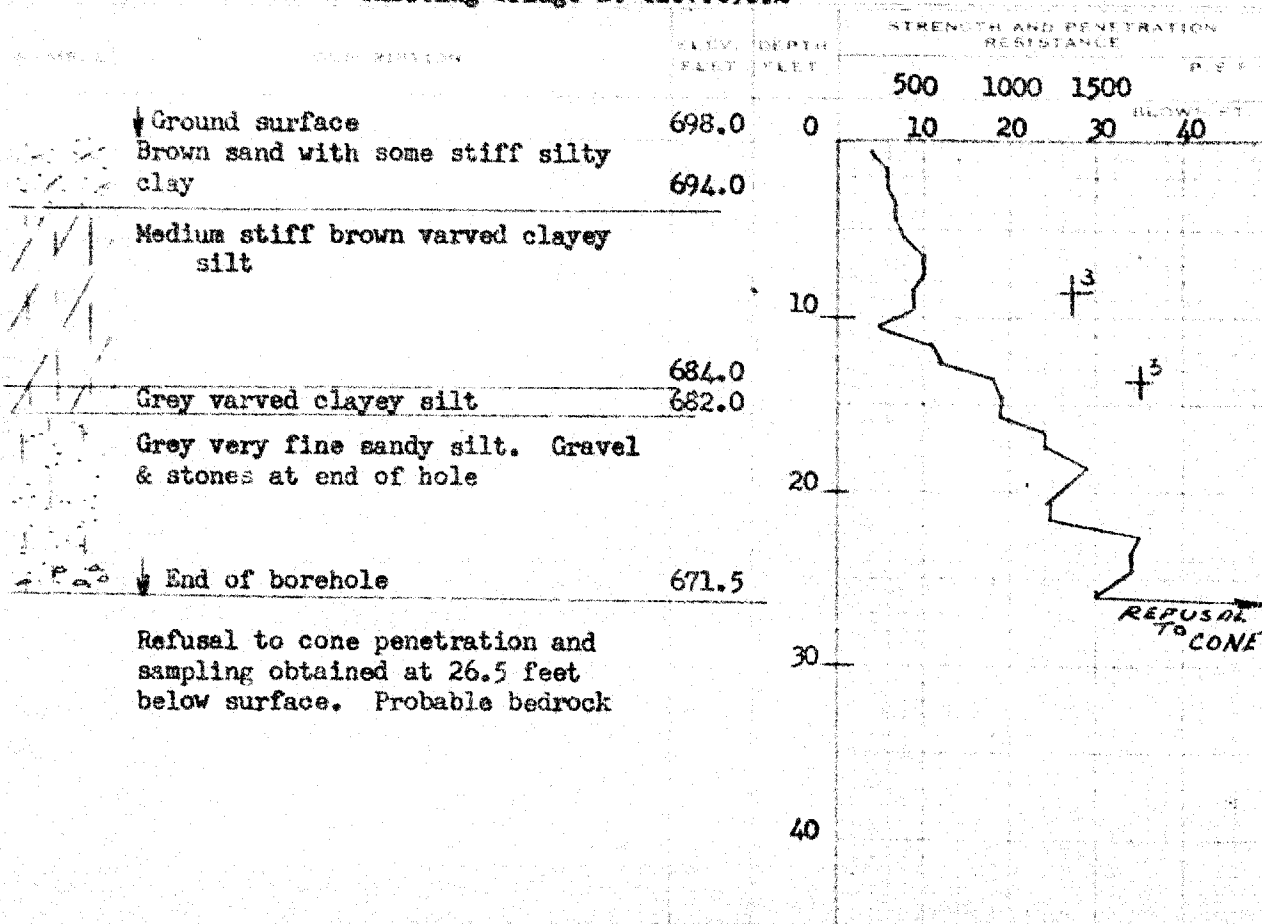 STRENGTH AND PENETRATION
RESISTANCE
ELEV. DEPTH
FEET FEET
P.S.F.
500 1000 1500
BLOWS/FT.
10 20 30 40
Ground surface 698.0 0
Brown sand with some stiff silty
clay 694.0
Medium stiff brown varved clayey
silt
3
10
684.0
3
Grey varved clayey silt 682.0
Grey very fine sandy silt. Gravel
& stones at end of hole
20
End of borehole 671.5
REFUSAL
TO
CONE
Refusal to cone penetration and
sampling obtained at 26.5 feet
below surface. Probable bedrock
30
40